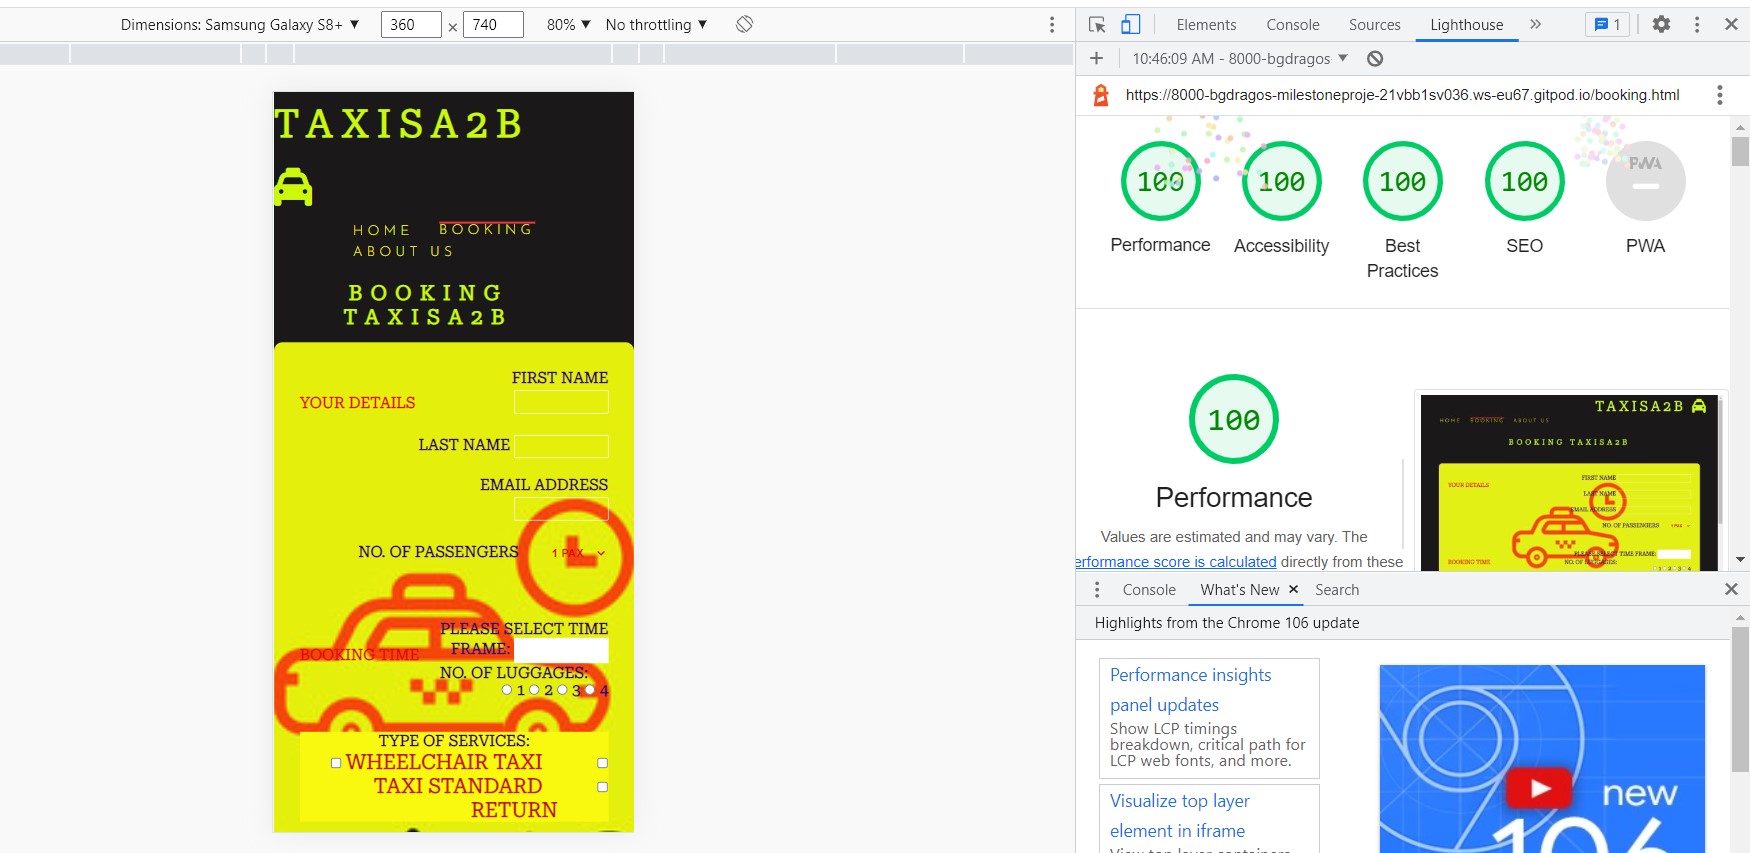 Dimensions: Samsung Galaxy S8+ ▼ 360 × 740 80% ▼ No throttling ▼
TAXISA2B
HOME BOOKING
ABOUT US
BOOKING
TAXISA2B
FIRST NAME
YOUR DETAILS
LAST NAME
EMAIL ADDRESS
NO. OF PASSENGERS 1 PAX
PLEASE SELECT TIME
FRAME:
BOOKING TIME
NO. OF LUGGAGES:
1 2 3 4
TYPE OF SERVICES:
WHEELCHAIR TAXI
TAXI STANDARD
RETURN
Elements Console Sources Lighthouse » 1
10:46:09 AM - 8000-bgdragos ▼
https://8000-bgdragos-milestoneproje-21vbb1sv036.ws-eu67.gitpod.io/booking.html
100 100 100 100 PWA
Performance Accessibility Best Practices SEO PWA
100
Performance
Values are estimated and may vary. The
erformance score is calculated directly from these
TAXISA2B
HOME BOOKING ABOUT US
BOOKING TAXISA2B
FIRST NAME
YOUR DETAILS
LAST NAME
EMAIL ADDRESS
NO. OF PASSENGERS 1 PAX
PLEASE SELECT TIME FRAME:
BOOKING TIME
NO. OF LUGGAGES:
1 2 3 4
Console What's New × Search
Highlights from the Chrome 106 update
Performance insights
panel updates
Show LCP timings
breakdown, critical path for
LCP web fonts, and more.
Visualize top layer
element in iframe
View top layer containers
new
106